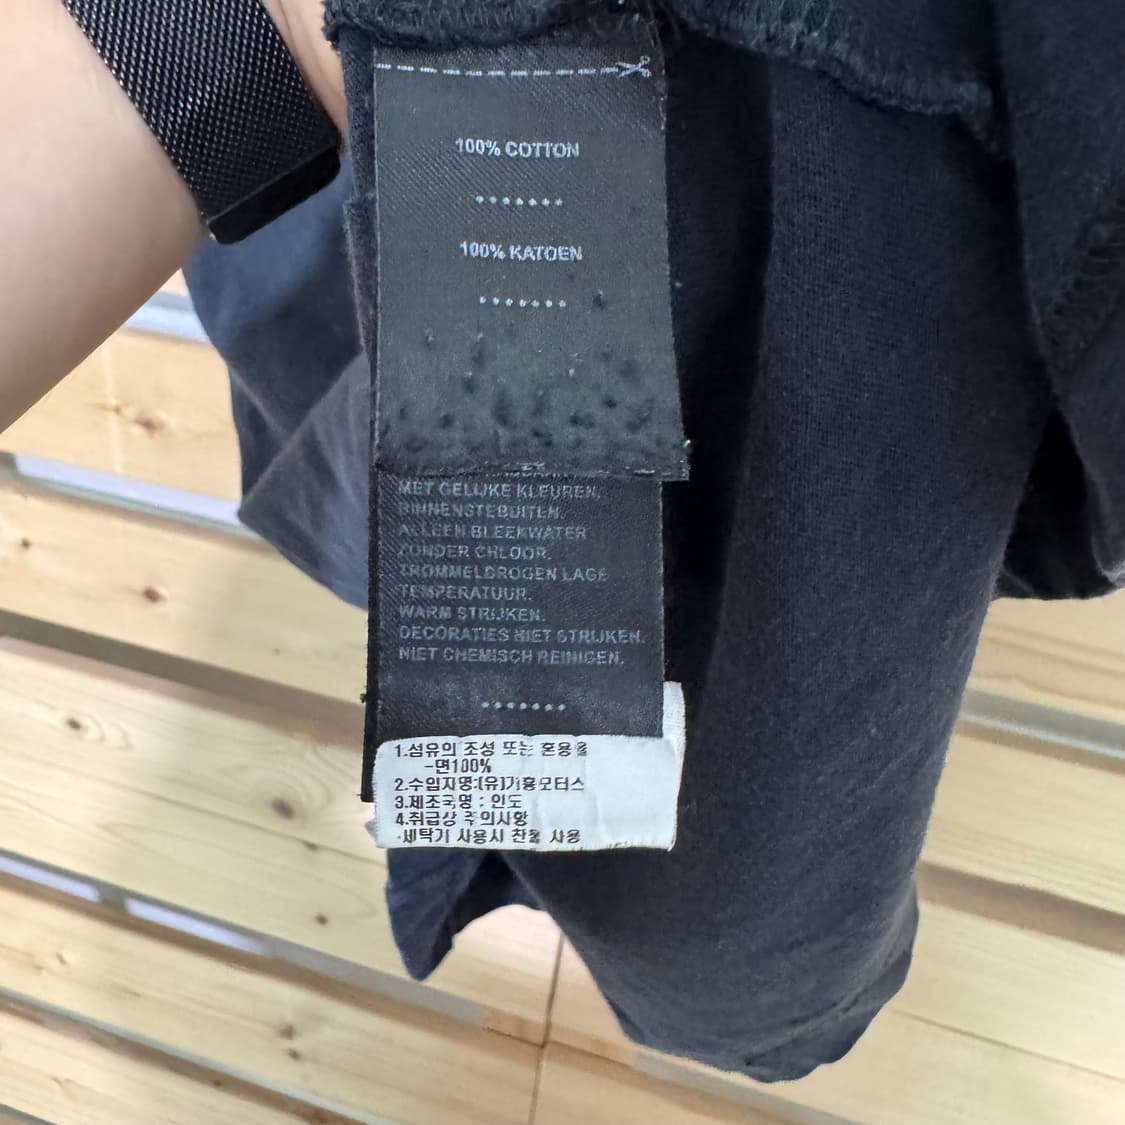 100% COTTON
100% KATOEN
MET GELIJKE KLEUREN.
BINNENSTEBUITEN.
ALLEEN BLEEKWATER
ZONDER CHLOOR.
TROMMELDROGEN LAGE
TEMPERATUUR.
WARM STRIJKEN.
DECORATIES NIET STRIJKEN.
NIET CHEMISCH REINIGEN.
1.섬유의 조성 또는 혼용율
-면100%
2.수입자명:(유)기흥모터스
3.제조국명 : 인도
4.취급상 주의사항
·세탁기 사용시 찬물 사용